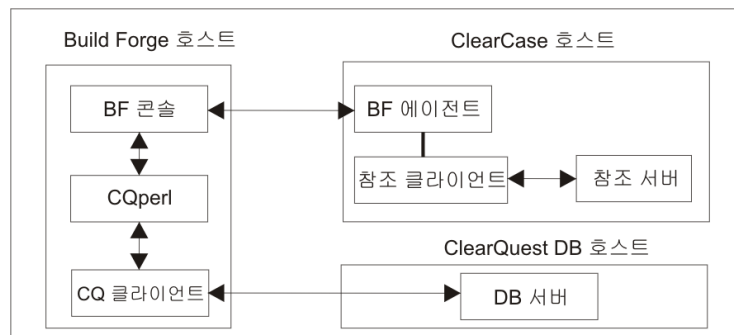 Build Forge 호스트
ClearCase 호스트
BF 콘솔
BF 에이전트
CQperl
참조 클라이언트
참조 서버
ClearQuest DB 호스트
CQ 클라이언트
DB 서버